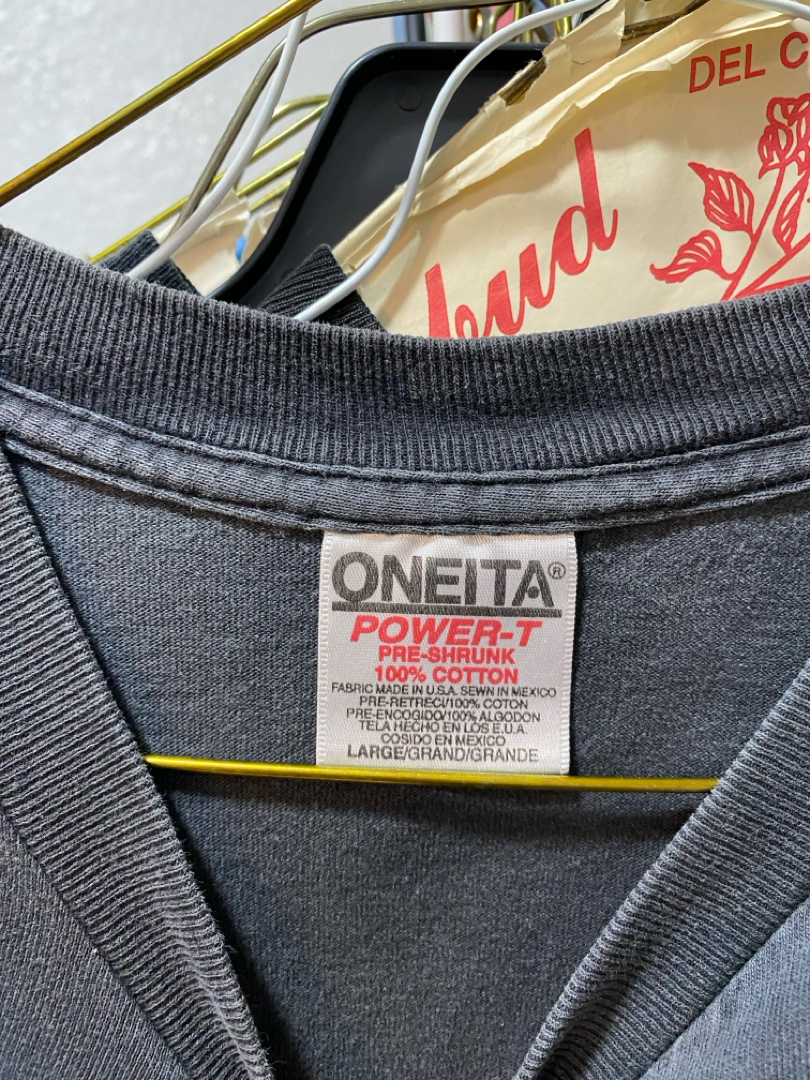 DEL C
bud
ONEITA®
POWER-T
PRE-SHRUNK
100% COTTON
FABRIC MADE IN U.S.A. SEWN IN MEXICO
PRE-RETRECI/100% COTON
PRE-ENCOGIDO/100% ALGODON
TELA HECHO EN LOS E.U.A.
COSIDO EN MEXICO
LARGE/GRAND/GRANDE